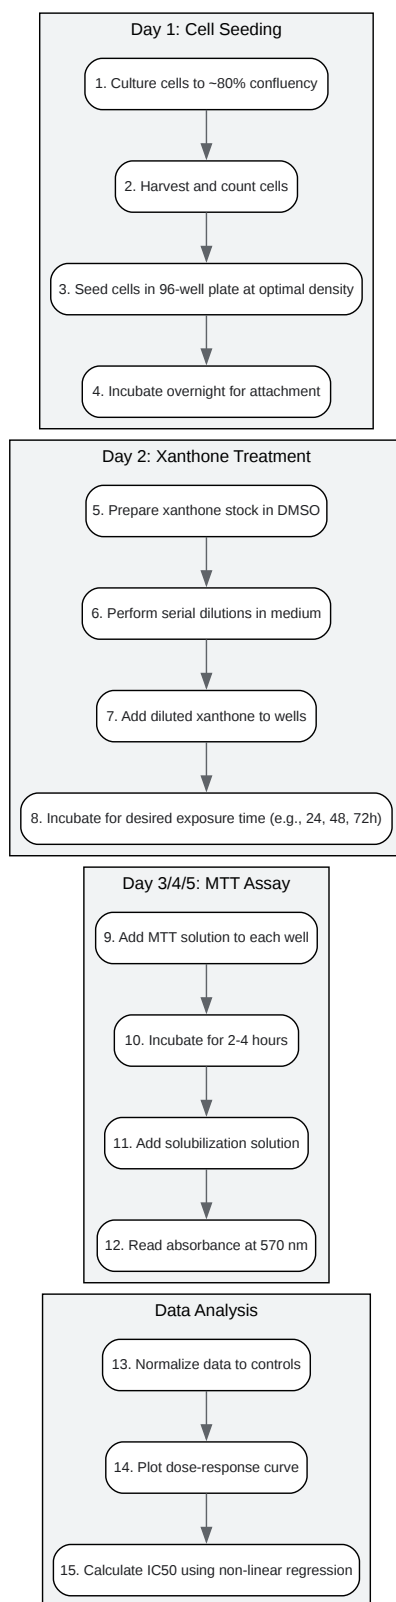 Day 1: Cell Seeding
1. Culture cells to ~80% confluency
2. Harvest and count cells
3. Seed cells in 96-well plate at optimal density
4. Incubate overnight for attachment
Day 2: Xanthone Treatment
5. Prepare xanthone stock in DMSO
6. Perform serial dilutions in medium
7. Add diluted xanthone to wells
8. Incubate for desired exposure time (e.g., 24, 48, 72h)
Day 3/4/5: MTT Assay
9. Add MTT solution to each well
10. Incubate for 2-4 hours
11. Add solubilization solution
12. Read absorbance at 570 nm
Data Analysis
13. Normalize data to controls
14. Plot dose-response curve
15. Calculate IC50 using non-linear regression